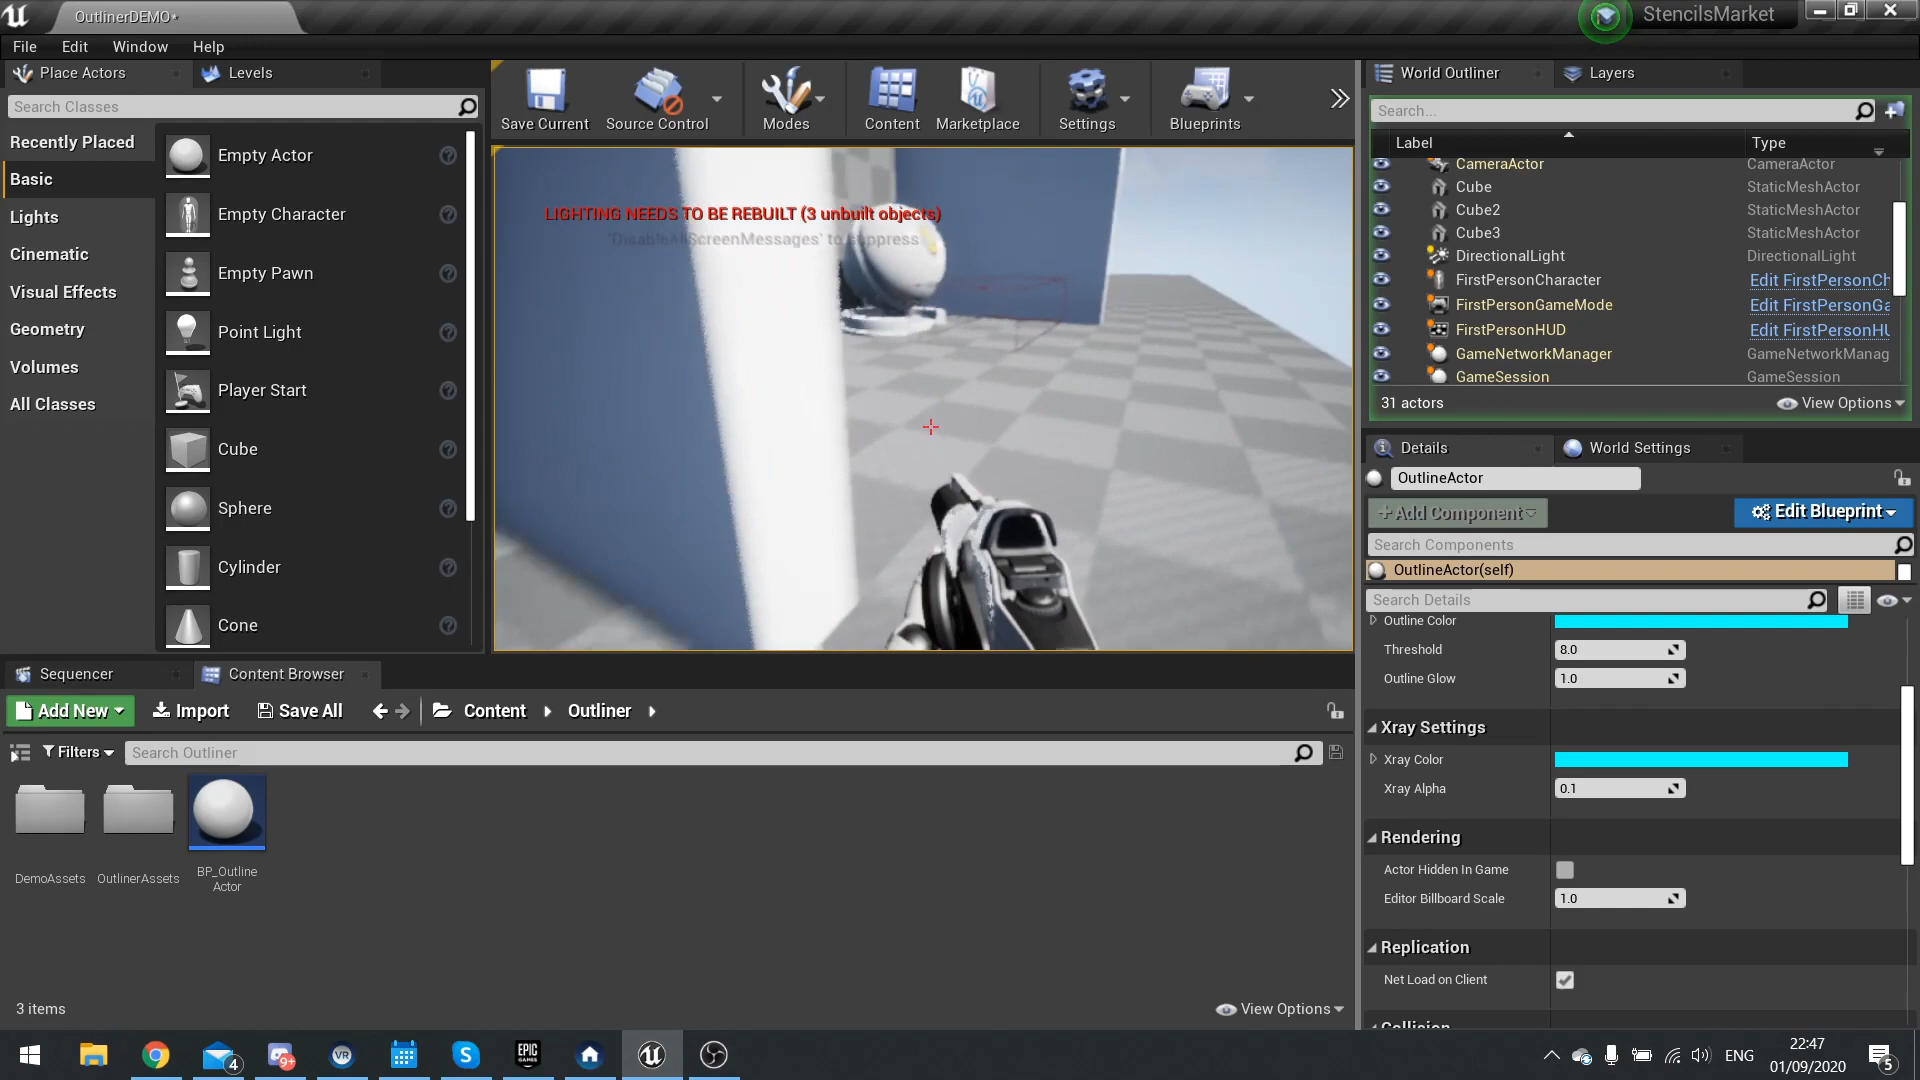 OutlinerDEMO*
StencilsMarket
File Edit Window Help
Place Actors
Levels
Search Classes
Recently Placed
Basic
Lights
Cinematic
Visual Effects
Geometry
Volumes
All Classes
Empty Actor
Empty Character
Empty Pawn
Point Light
Player Start
Cube
Sphere
Cylinder
Cone
Save Current
Source Control
Modes
Content
Marketplace
Settings
Blueprints
LIGHTING NEEDS TO BE REBUILT (3 unbuilt objects)
'DisableAllScreenMessages' to suppress
World Outliner
Layers
Search...
Label Type
CameraActor CameraActor
Cube StaticMeshActor
Cube2 StaticMeshActor
Cube3 StaticMeshActor
DirectionalLight DirectionalLight
FirstPersonCharacter Edit FirstPersonCh
FirstPersonGameMode Edit FirstPersonGa
FirstPersonHUD Edit FirstPersonHU
GameNetworkManager GameNetworkManag
GameSession GameSession
31 actors
View Options
Details
World Settings
OutlineActor
+Add Component
Edit Blueprint
Search Components
OutlineActor(self)
Search Details
Outline Color
Threshold 8.0
Outline Glow 1.0
Xray Settings
Xray Color
Xray Alpha 0.1
Rendering
Actor Hidden In Game
Editor Billboard Scale 1.0
Replication
Net Load on Client
Collision
Sequencer
Content Browser
Add New
Import
Save All
Content
Outliner
Filters
Search Outliner
DemoAssets
OutlinerAssets
BP_Outline
Actor
3 items
View Options
4
9+
VR
EPIC
GAMES
ENG
22:47
01/09/2020
5